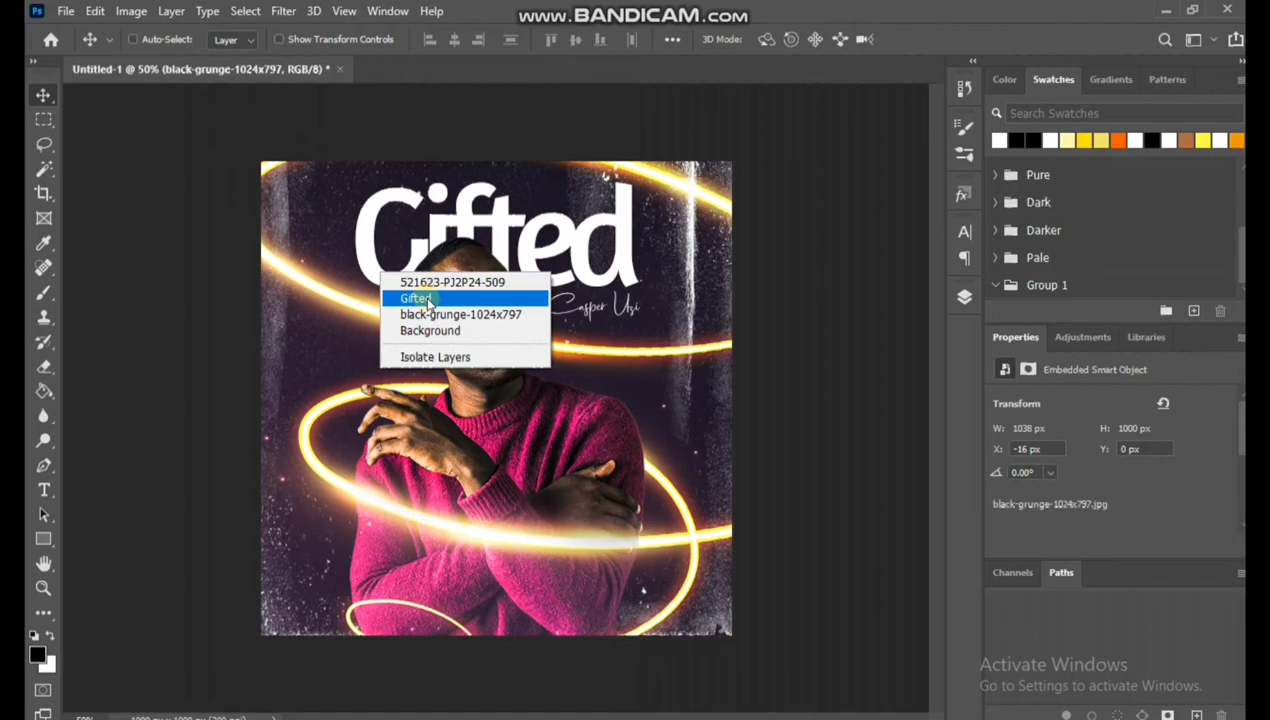 www.BANDICAM.com
Ps File Edit Image Layer Type Select Filter 3D View Window Help
Auto-Select: Layer Show Transform Controls 3D Mode:
Untitled-1 @ 50% (black-grunge-1024x797, RGB/8) *
Color Swatches Gradients Patterns
Search Swatches
Pure
Dark
Darker
Pale
Group 1
Gifted
Casper Uzi
521623-PJ2P24-509
Gifted
black-grunge-1024x797
Background
Isolate Layers
Properties Adjustments Libraries
Embedded Smart Object
Transform
W: 1038 px H: 1000 px
X: -16 px Y: 0 px
0.00°
black-grunge-1024x797.jpg
Channels Paths
Activate Windows
Go to Settings to activate Windows.